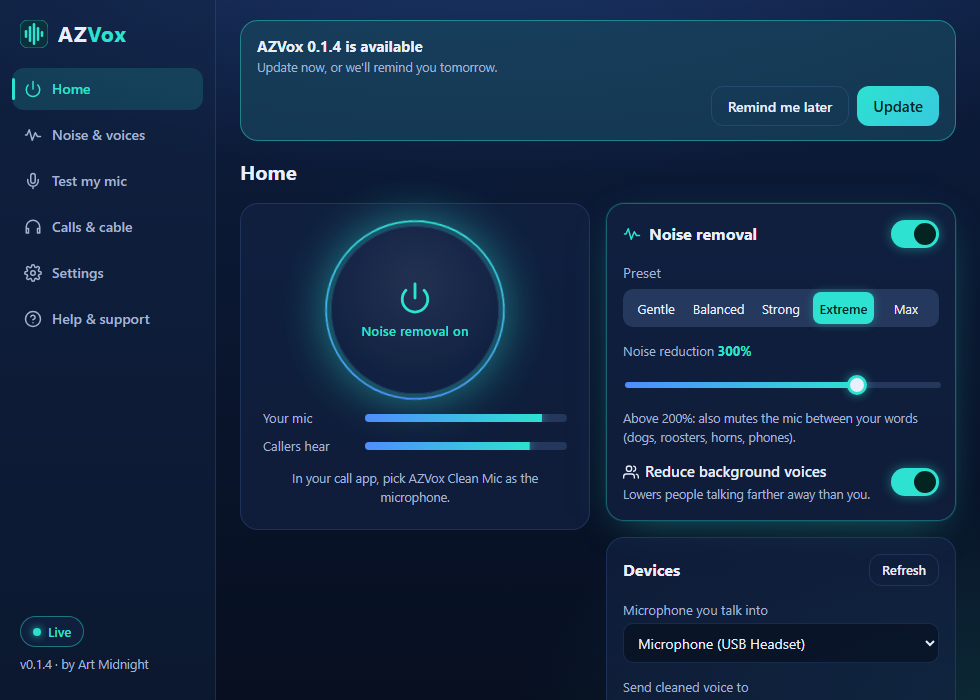 AZVox
Home
Noise & voices
Test my mic
Calls & cable
Settings
Help & support
Live
v0.1.4 · by Art Midnight
AZVox 0.1.4 is available
Update now, or we'll remind you tomorrow.
Remind me later
Update
Home
Noise removal on
Your mic
Callers hear
In your call app, pick AZVox Clean Mic as the
microphone.
Noise removal
Preset
Gentle Balanced Strong Extreme Max
Noise reduction 300%
Above 200%: also mutes the mic between your words
(dogs, roosters, horns, phones).
Reduce background voices
Lowers people talking farther away than you.
Devices
Refresh
Microphone you talk into
Microphone (USB Headset)
Send cleaned voice to